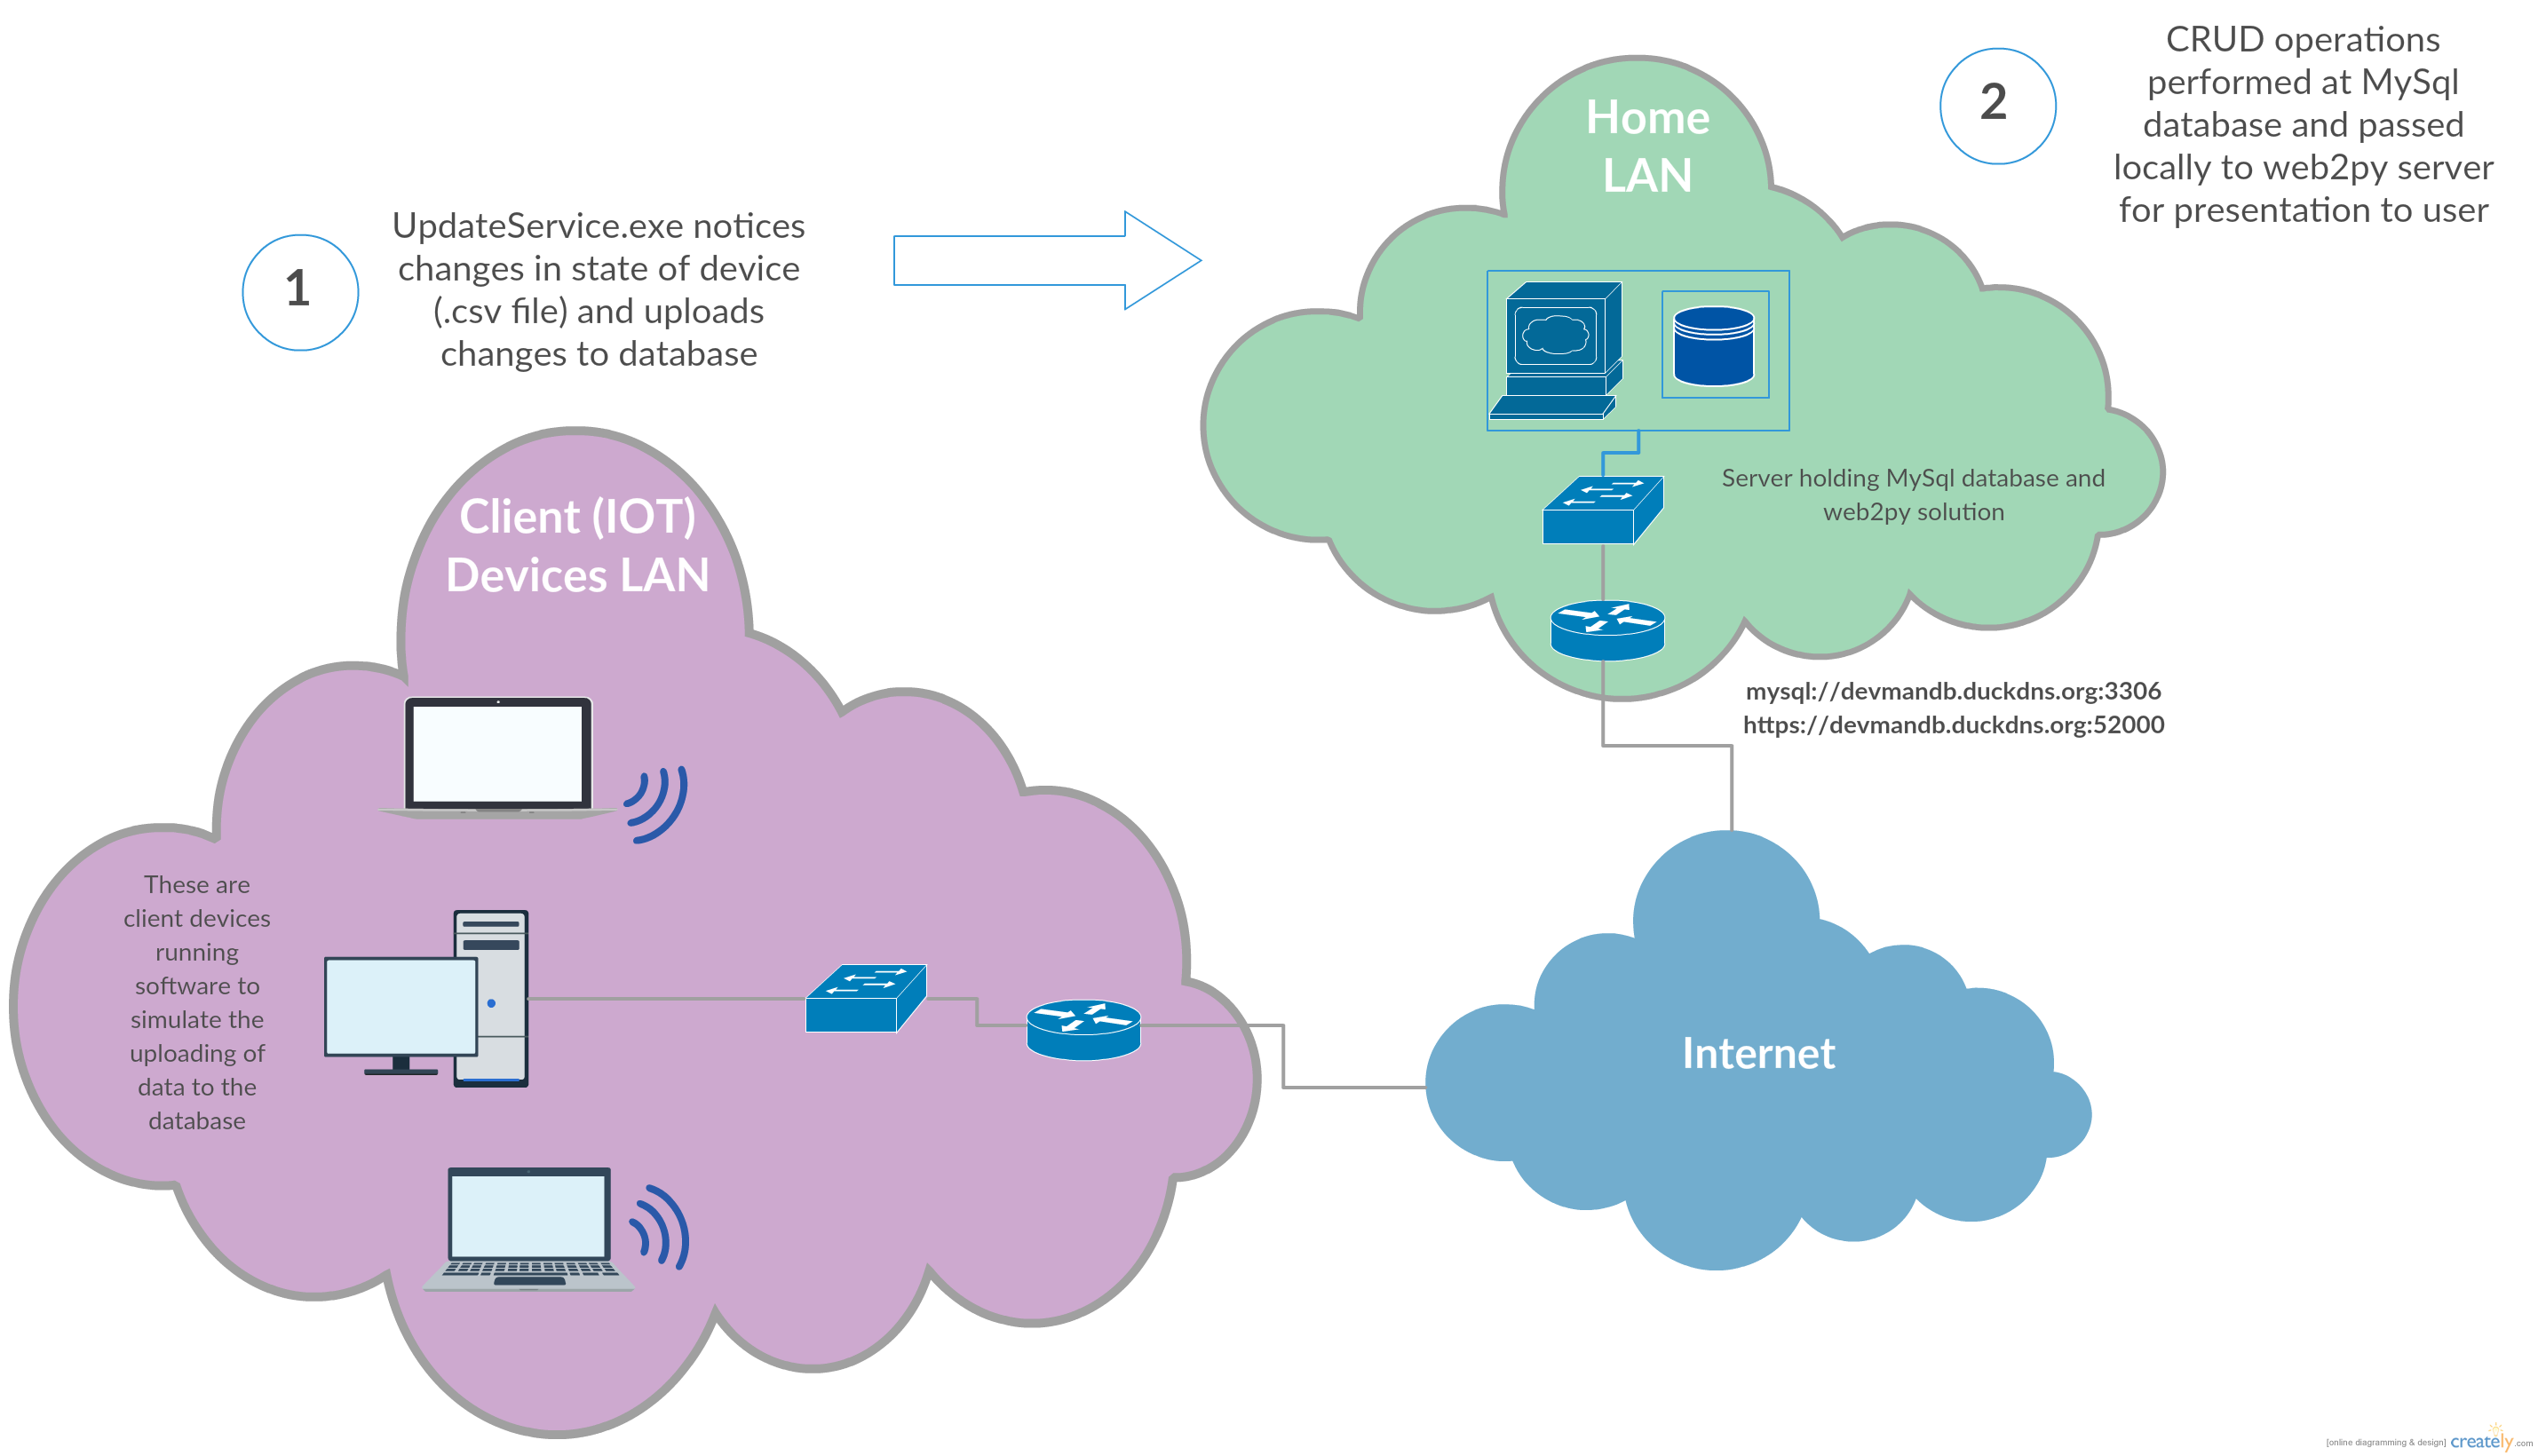 1
UpdateService.exe notices
changes in state of device
(.csv file) and uploads
changes to database
2
CRUD operations
performed at MySql
database and passed
locally to web2py server
for presentation to user
Home
LAN
Server holding MySql database and
web2py solution
mysql://devmandb.duckdns.org:3306
https://devmandb.duckdns.org:52000
Client (IOT)
Devices LAN
These are
client devices
running
software to
simulate the
uploading of
data to the
database
Internet
[online diagramming & design] creately.com